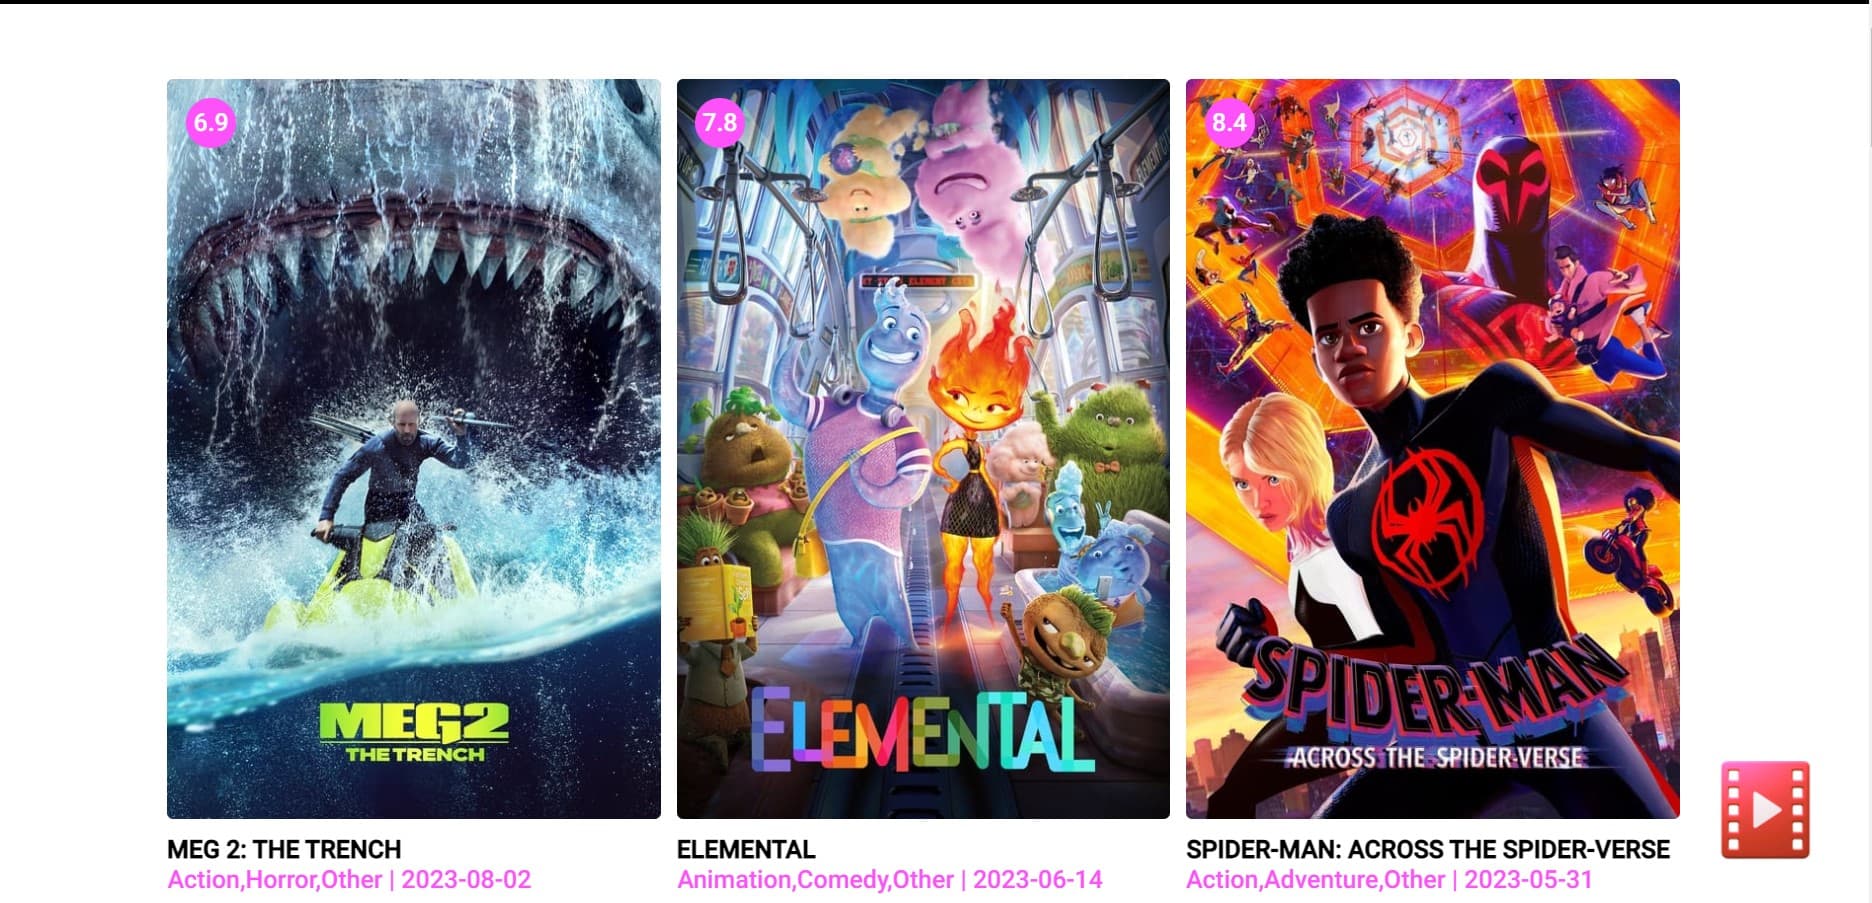 6.9
7.8
8.4
ELEMENT CITY
MEG2
THE TRENCH
ELEMENTAL
SPIDER-MAN
ACROSS THE SPIDER-VERSE
MEG 2: THE TRENCH
Action,Horror,Other | 2023-08-02
ELEMENTAL
Animation,Comedy,Other | 2023-06-14
SPIDER-MAN: ACROSS THE SPIDER-VERSE
Action,Adventure,Other | 2023-05-31